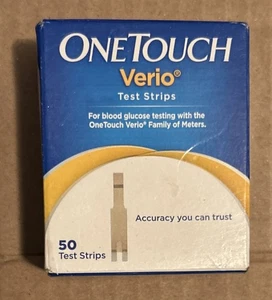 ONETOUCH
Verio®
Test Strips
For blood glucose testing with the
OneTouch Verio® Family of Meters.
Accuracy you can trust
50
Test Strips